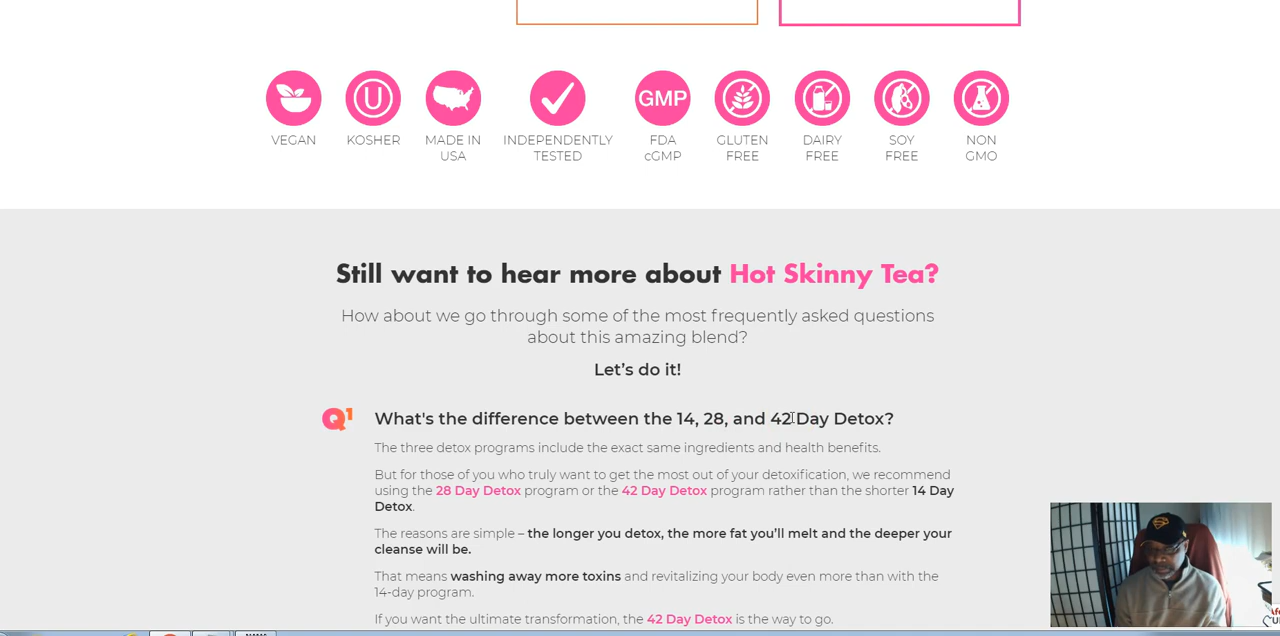 VEGAN
KOSHER
MADE IN
USA
INDEPENDENTLY
TESTED
GMP
FDA
cGMP
GLUTEN
FREE
DAIRY
FREE
SOY
FREE
NON
GMO
U
Still want to hear more about Hot Skinny Tea?
How about we go through some of the most frequently asked questions
about this amazing blend?
Let's do it!
Q1
What's the difference between the 14, 28, and 42 Day Detox?
The three detox programs include the exact same ingredients and health benefits.
But for those of you who truly want to get the most out of your detoxification, we recommend
using the 28 Day Detox program or the 42 Day Detox program rather than the shorter 14 Day
Detox.
The reasons are simple – the longer you detox, the more fat you'll melt and the deeper your
cleanse will be.
That means washing away more toxins and revitalizing your body even more than with the
14-day program.
If you want the ultimate transformation, the 42 Day Detox is the way to go.